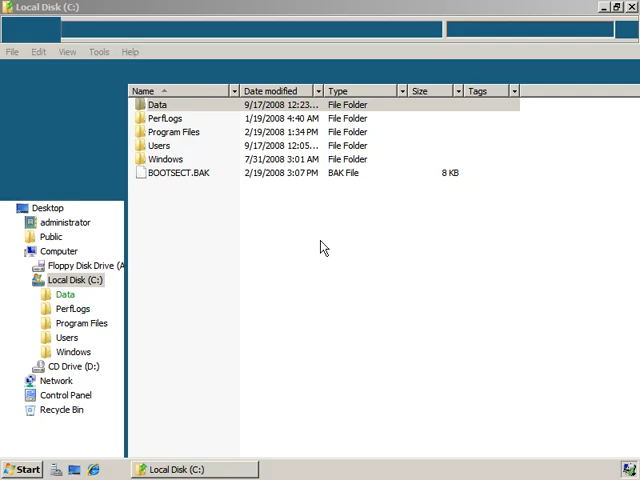 Local Disk (C:)
File Edit View Tools Help
Name Date modified Type Size Tags
Data 9/17/2008 12:23... File Folder
PerfLogs 1/19/2008 4:40 AM File Folder
Program Files 2/19/2008 1:34 PM File Folder
Users 9/17/2008 12:05... File Folder
Windows 7/31/2008 3:01 AM File Folder
BOOTSECT.BAK 2/19/2008 3:07 PM BAK File 8 KB
Desktop
administrator
Public
Computer
Floppy Disk Drive (A
Local Disk (C:)
Data
PerfLogs
Program Files
Users
Windows
CD Drive (D:)
Network
Control Panel
Recycle Bin
Start Local Disk (C:)